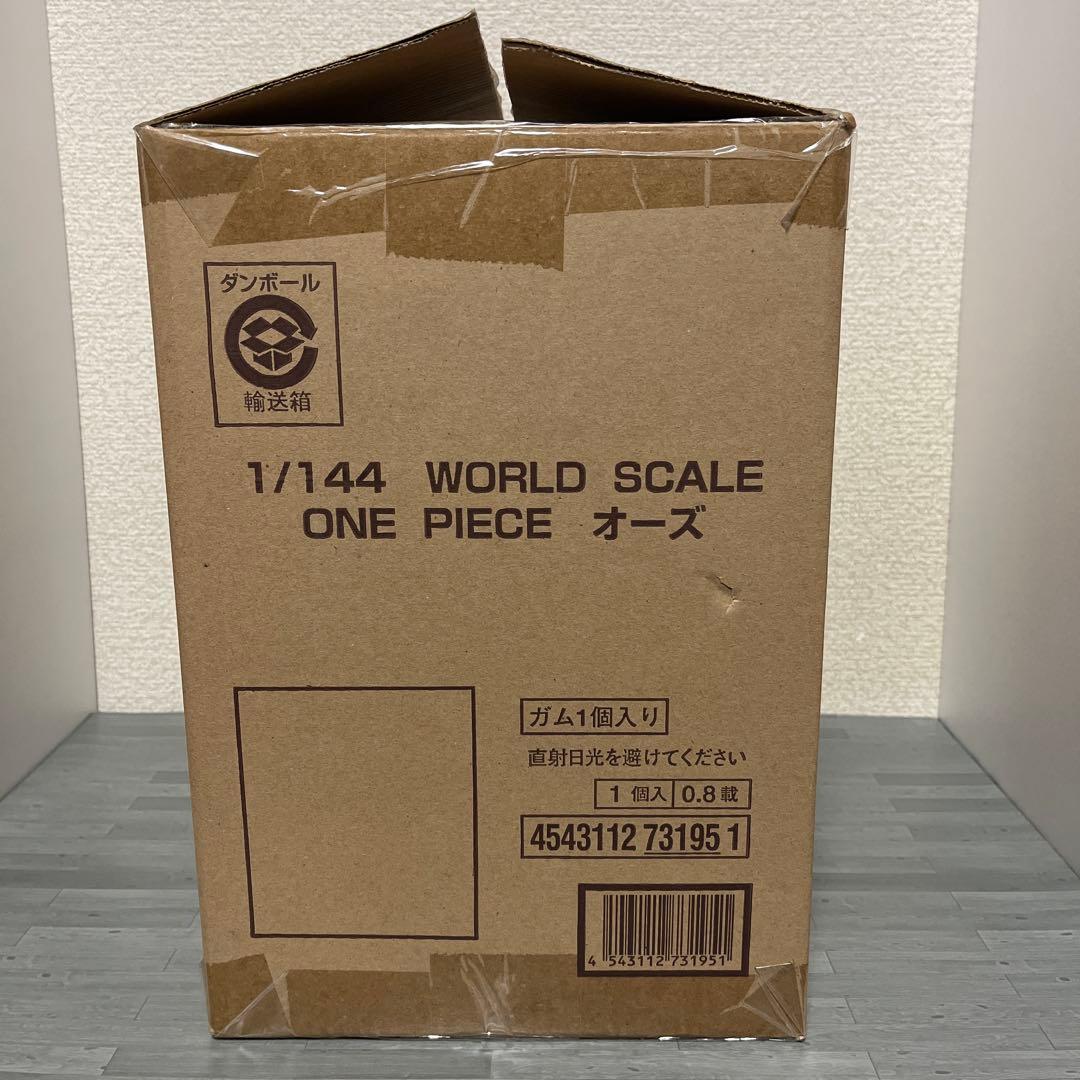 ダンボール
輸送箱
1/144 WORLD SCALE
ONE PIECE オーズ
ガム1個入り
直射日光を避けてください
1個入 0.8載
4543112 73195 1
4 543112 731951